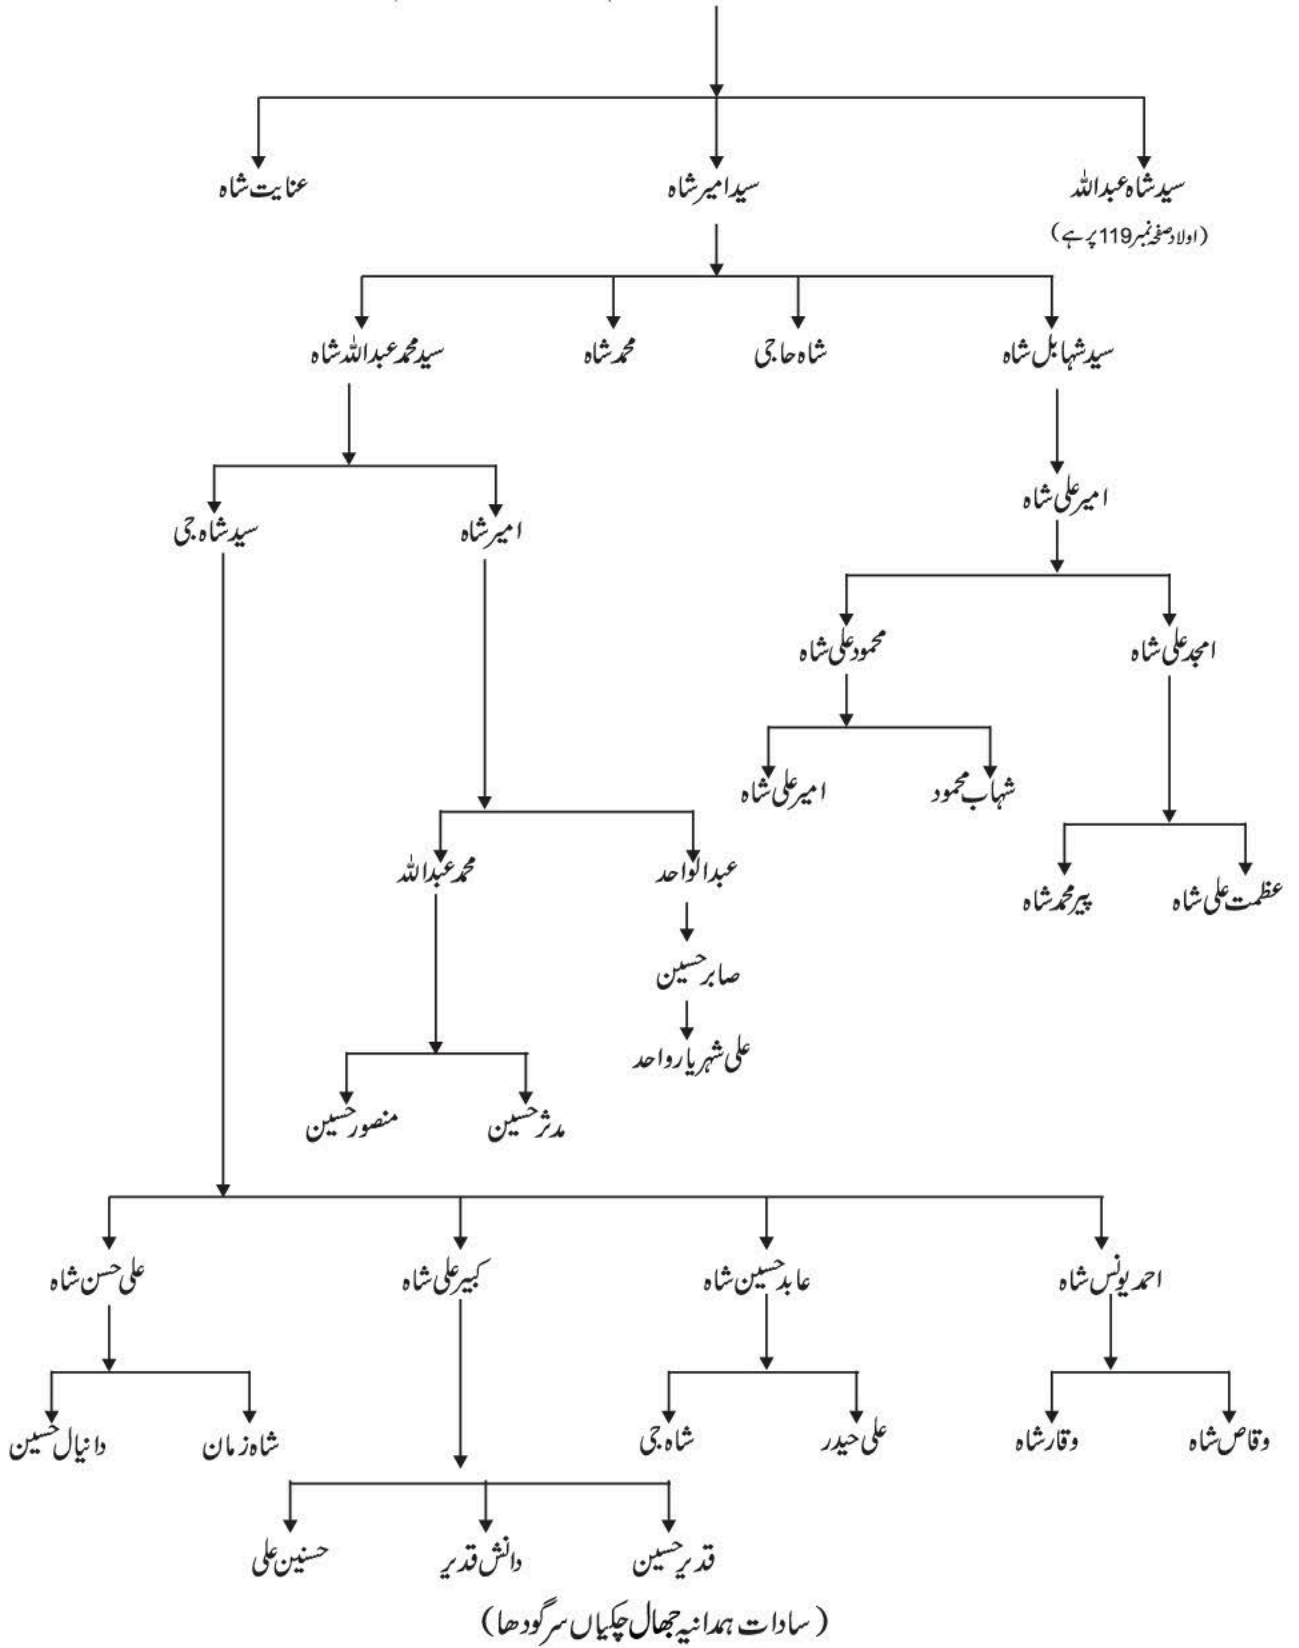 سید شاہ عبداللہ سید امیر شاہ عنایت شاہ
(اولاد صفحہ نمبر 119 پر ہے)
سید شہابل شاہ شاہ حاجی محمد شاہ سید محمد عبداللہ شاہ
امیر علی شاہ
امیر شاہ سید شاہ جی
امجد علی شاہ محمود علی شاہ
شہاب محمود امیر علی شاہ
عبدالواحد محمد عبداللہ
عظمت علی شاہ پیر محمد شاہ
صابر حسین
علی شہریار واحد
مدثر حسین منصور حسین
احمد یونس شاہ عابد حسین شاہ کبیر علی شاہ علی حسن شاہ
وقاص شاہ وقار شاہ علی حیدر شاہ جی شاہ زمان دانیال حسین
قدیر حسین دانش قدیر حسنین علی
(سادات ہمدانیہ جھال چکیاں سرگودھا)